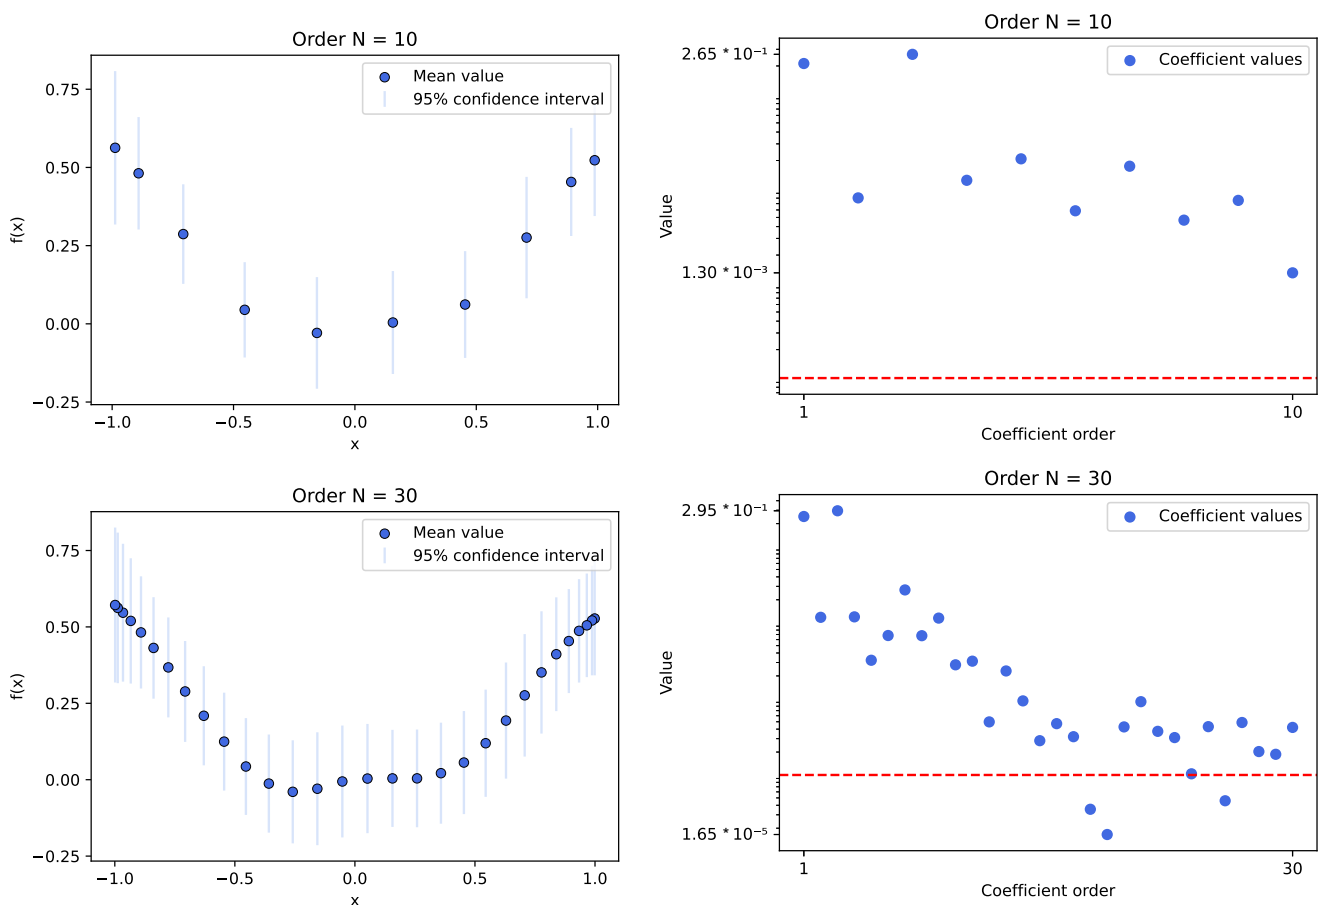 Order N = 10
0.75
0.50
0.25
0.00
−0.25
f(x)
−1.0 −0.5 0.0 0.5 1.0
x
Mean value
95% confidence interval
Order N = 10
2.65 * 10⁻¹
1.30 * 10⁻³
Value
1 10
Coefficient order
Coefficient values
Order N = 30
0.75
0.50
0.25
0.00
−0.25
f(x)
−1.0 −0.5 0.0 0.5 1.0
x
Mean value
95% confidence interval
Order N = 30
2.95 * 10⁻¹
1.65 * 10⁻⁵
Value
1 30
Coefficient order
Coefficient values